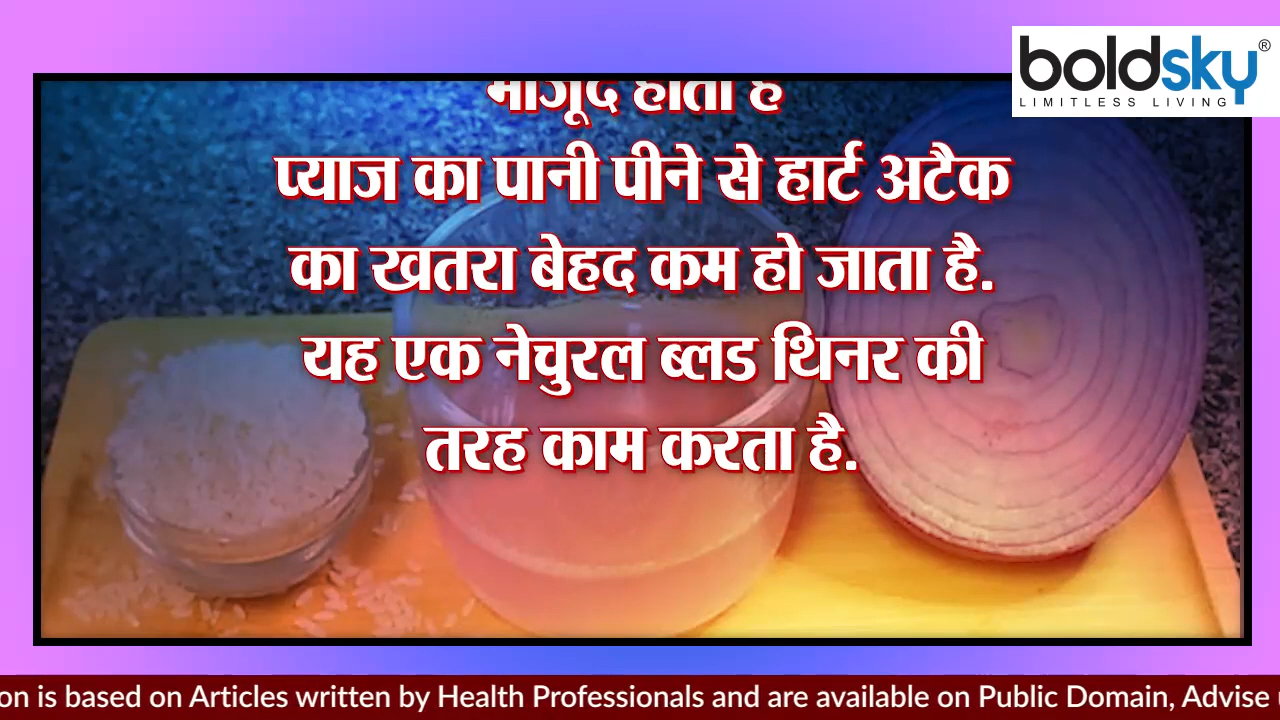 boldsky®
LIMITLESS LIVING
मौजूद होता है
प्याज का पानी पीने से हार्ट अटैक
का खतरा बेहद कम हो जाता है.
यह एक नेचुरल ब्लड थिनर की
तरह काम करता है.
on is based on Articles written by Health Professionals and are available on Public Domain, Advise